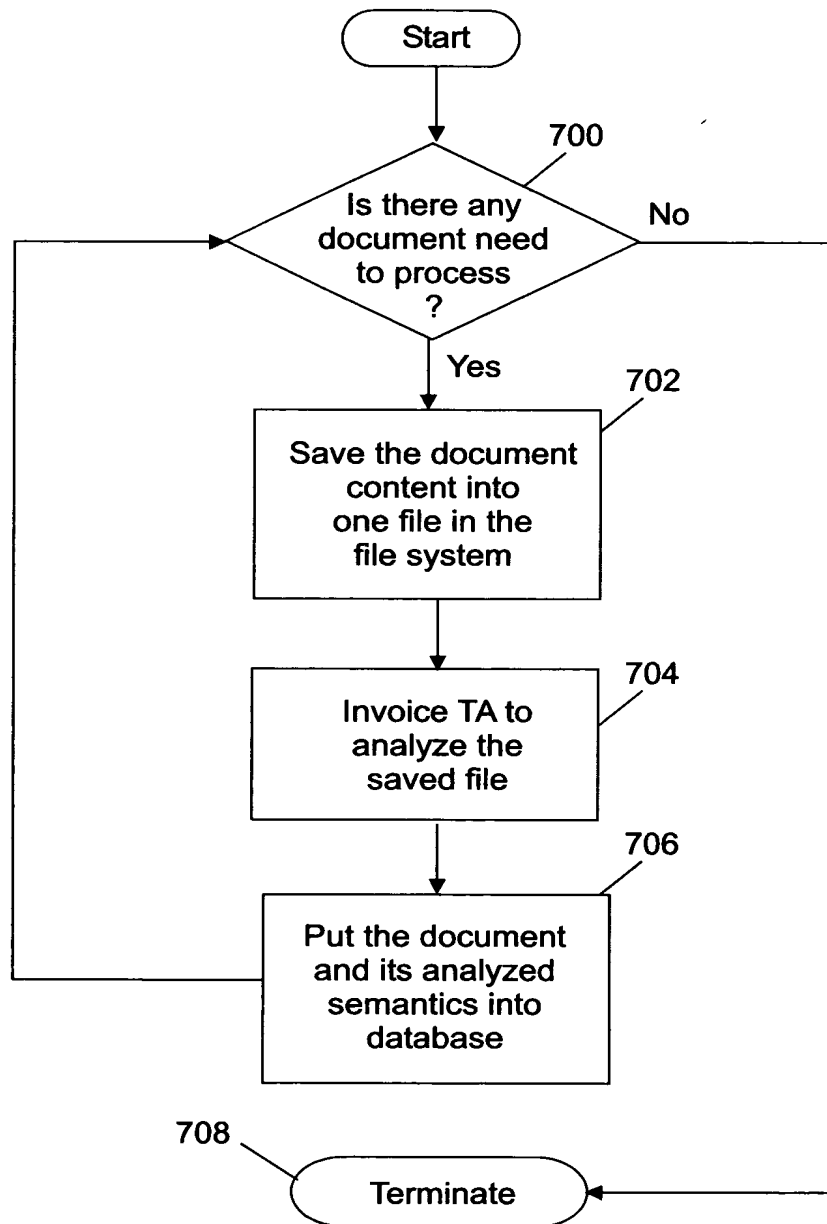 Start
700
Is there any
document need
to process
?
No
Yes
702
Save the document
content into
one file in the
file system
704
Invoice TA to
analyze the
saved file
706
Put the document
and its analyzed
semantics into
database
708
Terminate